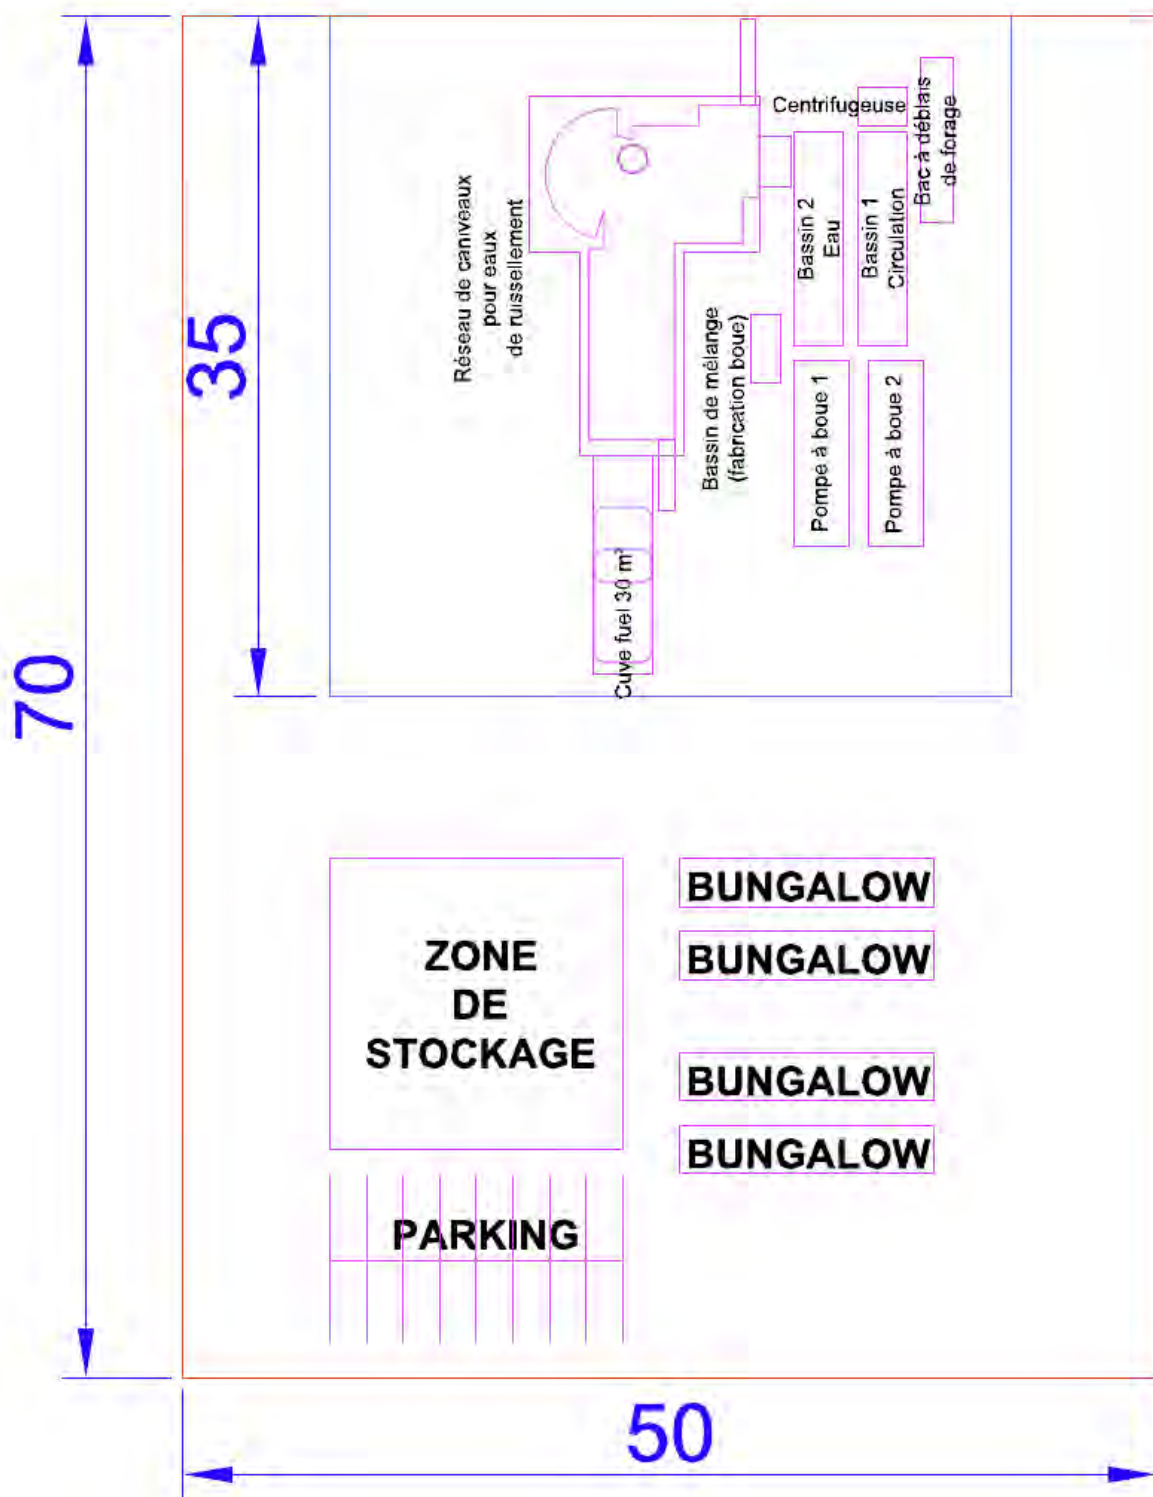 Centrifugeuse
Bac à déblais
de forage
Réseau de caniveaux
pour eaux
de ruissellement
Bassin 2
Eau
Bassin 1
Circulation
35
Bassin de mélange
(fabrication boue)
Pompe à boue 1
Pompe à boue 2
Cuve fuel 30 m³
70
ZONE
DE
STOCKAGE
BUNGALOW
BUNGALOW
BUNGALOW
BUNGALOW
PARKING
50